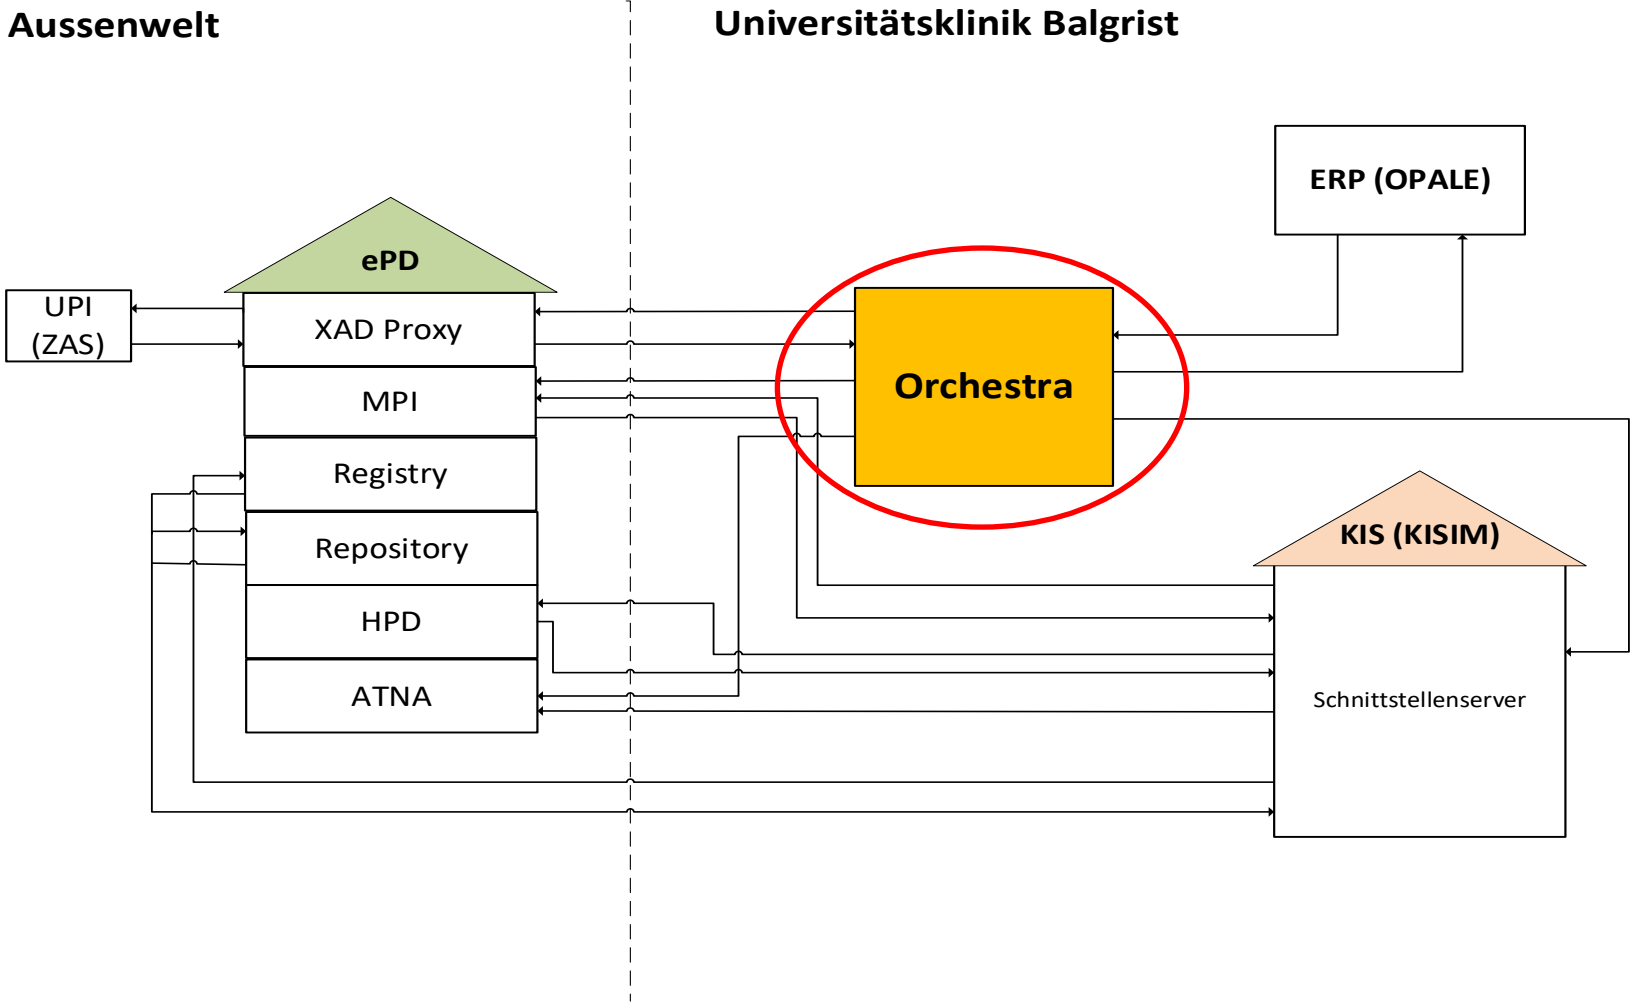 Aussenwelt
Universitätsklinik Balgrist
ERP (OPALE)
ePD
UPI
(ZAS)
XAD Proxy
MPI
Registry
Repository
HPD
ATNA
Orchestra
KIS (KISIM)
Schnittstellenserver